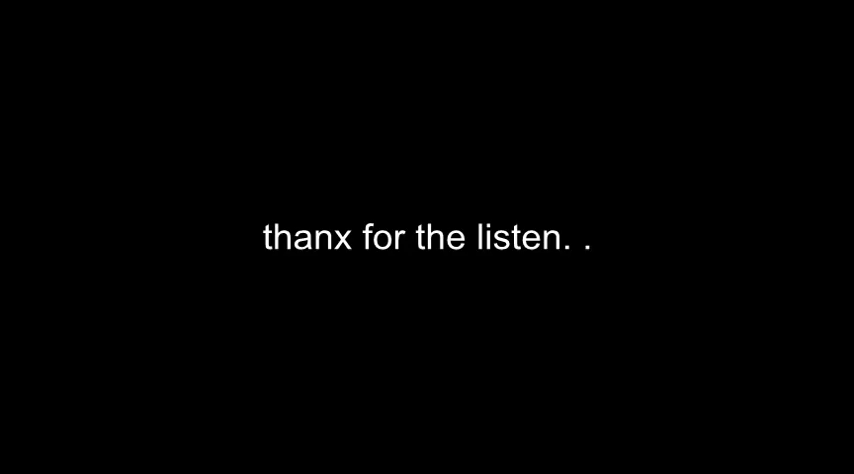 thanx for the listen. .